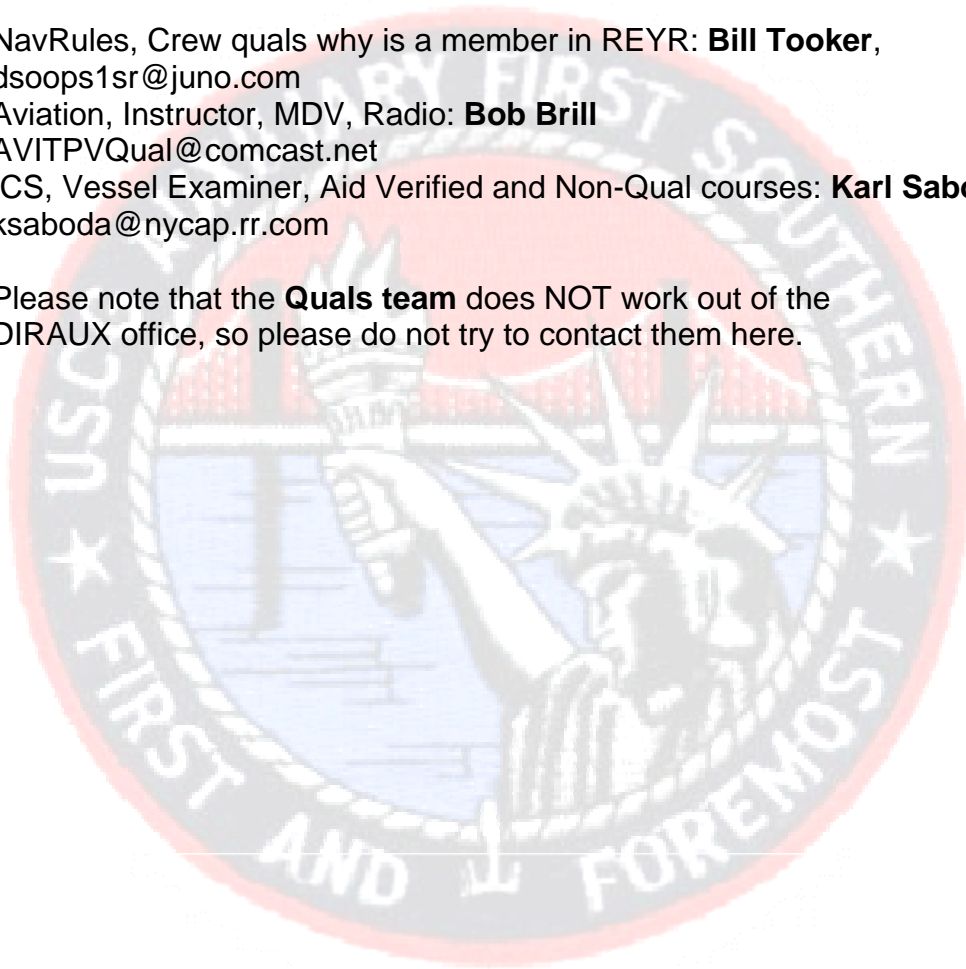 NavRules, Crew quals why is a member in REYR: Bill Tooker,
dsoops1sr@juno.com
Aviation, Instructor, MDV, Radio: Bob Brill
AVITPVQual@comcast.net
CS, Vessel Examiner, Aid Verified and Non-Qual courses: Karl
ksaboda@nycap.rr.com
Please note that the Quals team does NOT work out of the
DIRAUX office, so please do not try to contact them here.
USCG AUXILIARY FIRST SOUTHERN
FIRST AND FOREMOST